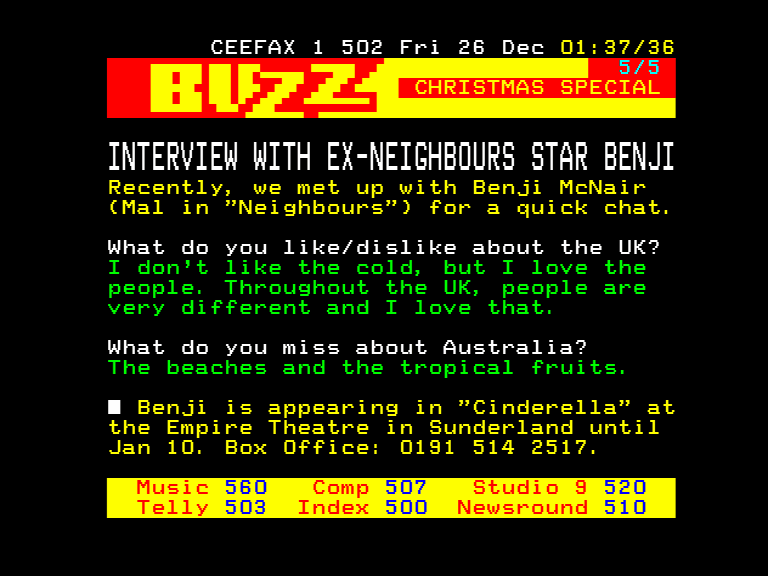 CEEFAX 1 502 Fri 26 Dec 01:37/36
BUZZ
5/5
CHRISTMAS SPECIAL
INTERVIEW WITH EX-NEIGHBOURS STAR BENJI
Recently, we met up with Benji McNair
(Mal in "Neighbours") for a quick chat.
What do you like/dislike about the UK?
I don't like the cold, but I love the
people. Throughout the UK, people are
very different and I love that.
What do you miss about Australia?
The beaches and the tropical fruits.
■ Benji is appearing in "Cinderella" at
the Empire Theatre in Sunderland until
Jan 10. Box Office: 0191 514 2517.
Music 560 Comp 507 Studio 9 520
Telly 503 Index 500 Newsround 510